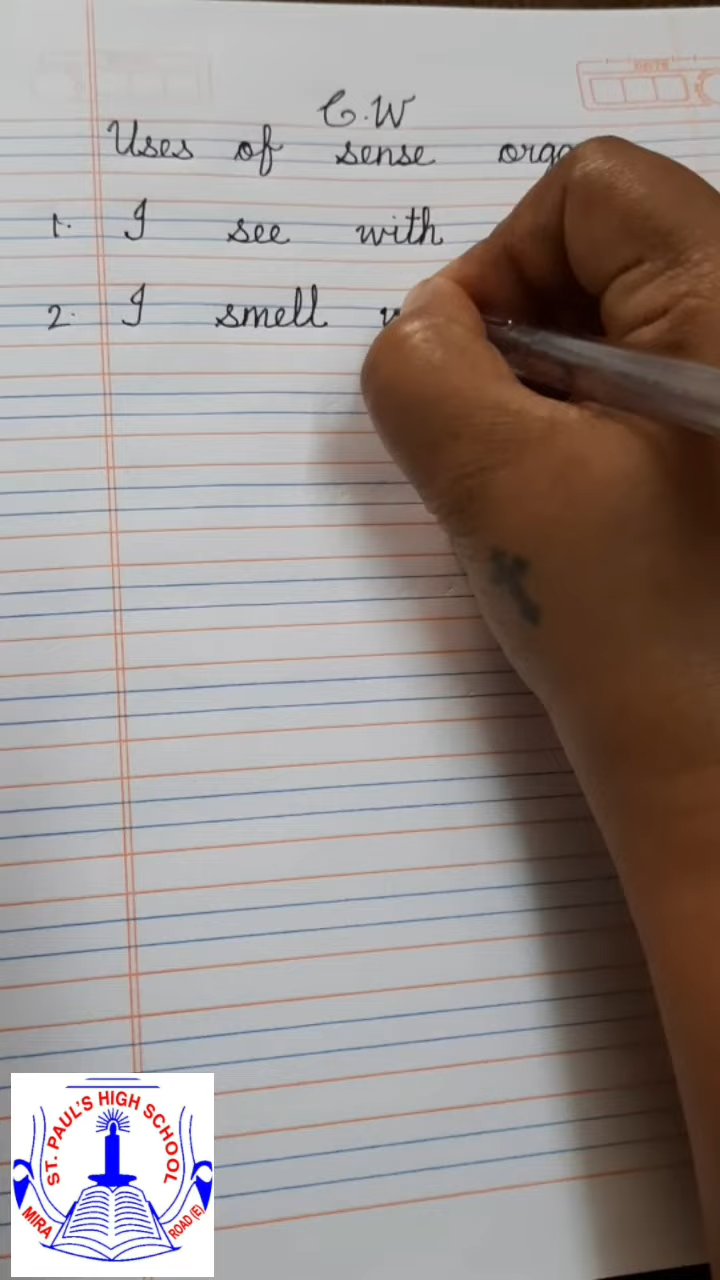 C.W
Uses of sense
1. I see with
2. I smell
ST. PAUL'S HIGH SCHOOL
MIRA ROAD (E)